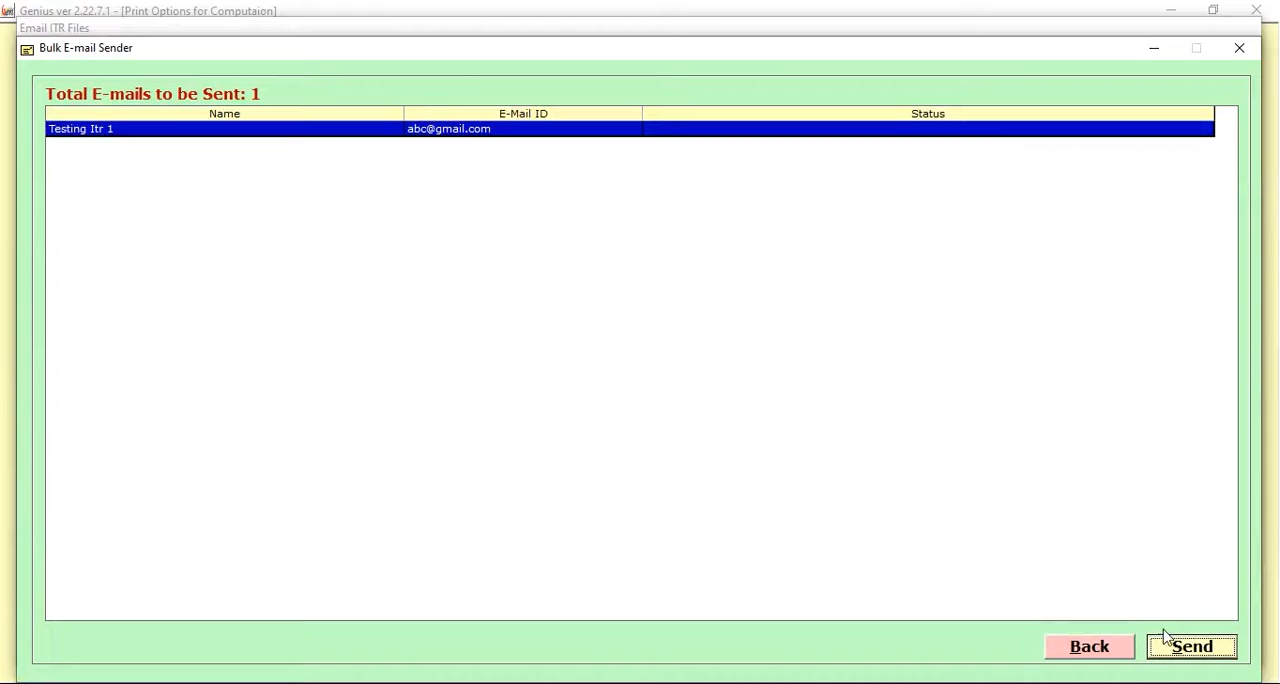 Genius ver 2.22.7.1 - [Print Options for Computaion]
Email ITR Files
Bulk E-mail Sender
Total E-mails to be Sent: 1
Name E-Mail ID Status
Testing Itr 1 abc@gmail.com
Back Send